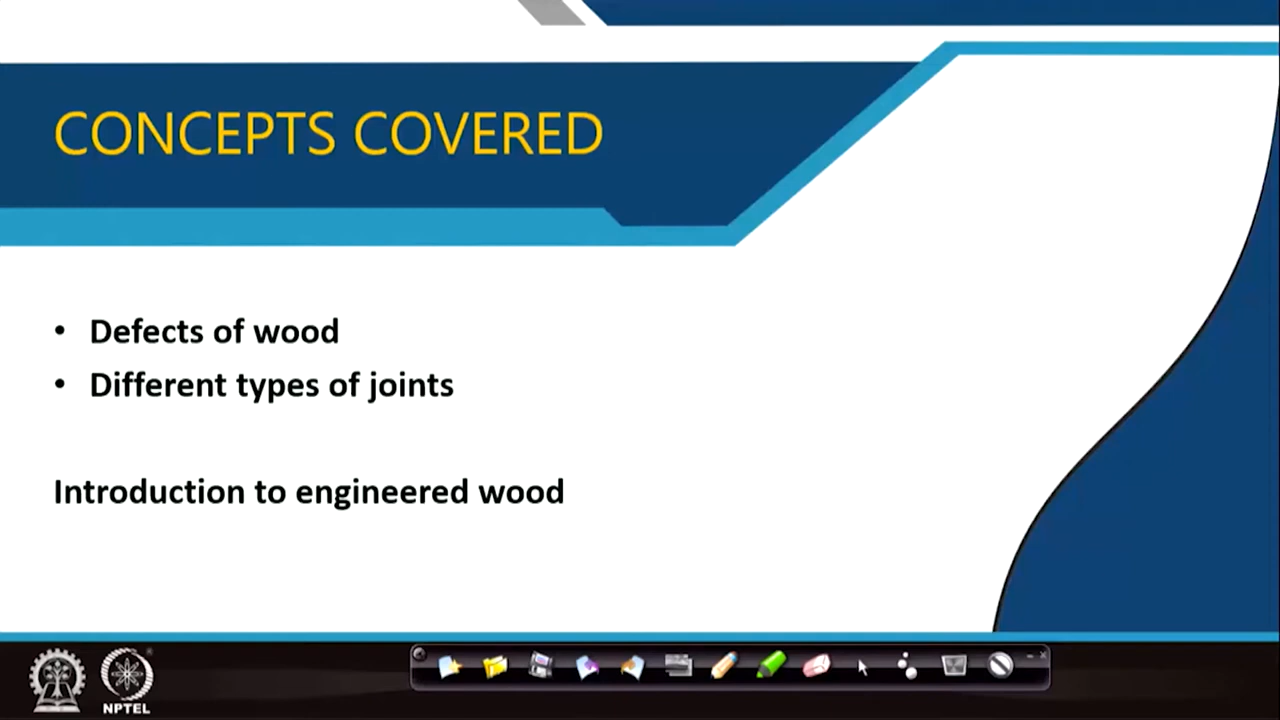 CONCEPTS COVERED
• Defects of wood
• Different types of joints
Introduction to engineered wood
NPTEL